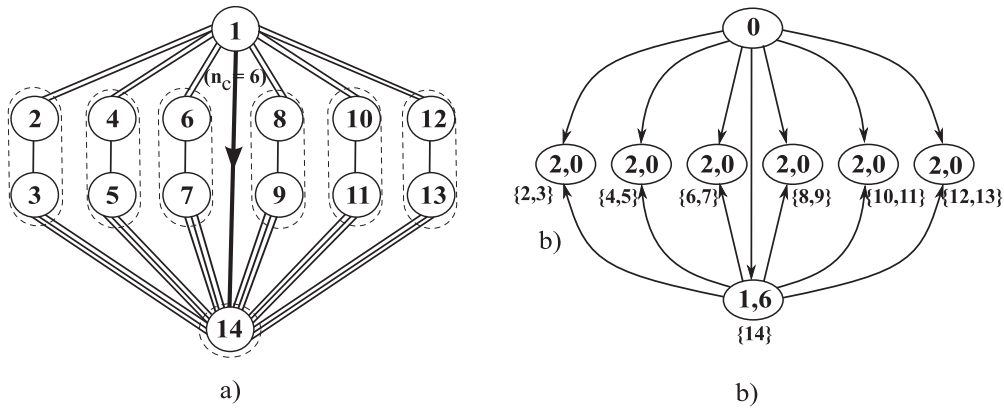 1
(n_c = 6)
2 4 6 8 10 12
3 5 7 9 11 13
14
a)
0
2,0 2,0 2,0 2,0 2,0 2,0
{2,3} {4,5} {6,7} {8,9} {10,11} {12,13}
b)
1,6
{14}
b)